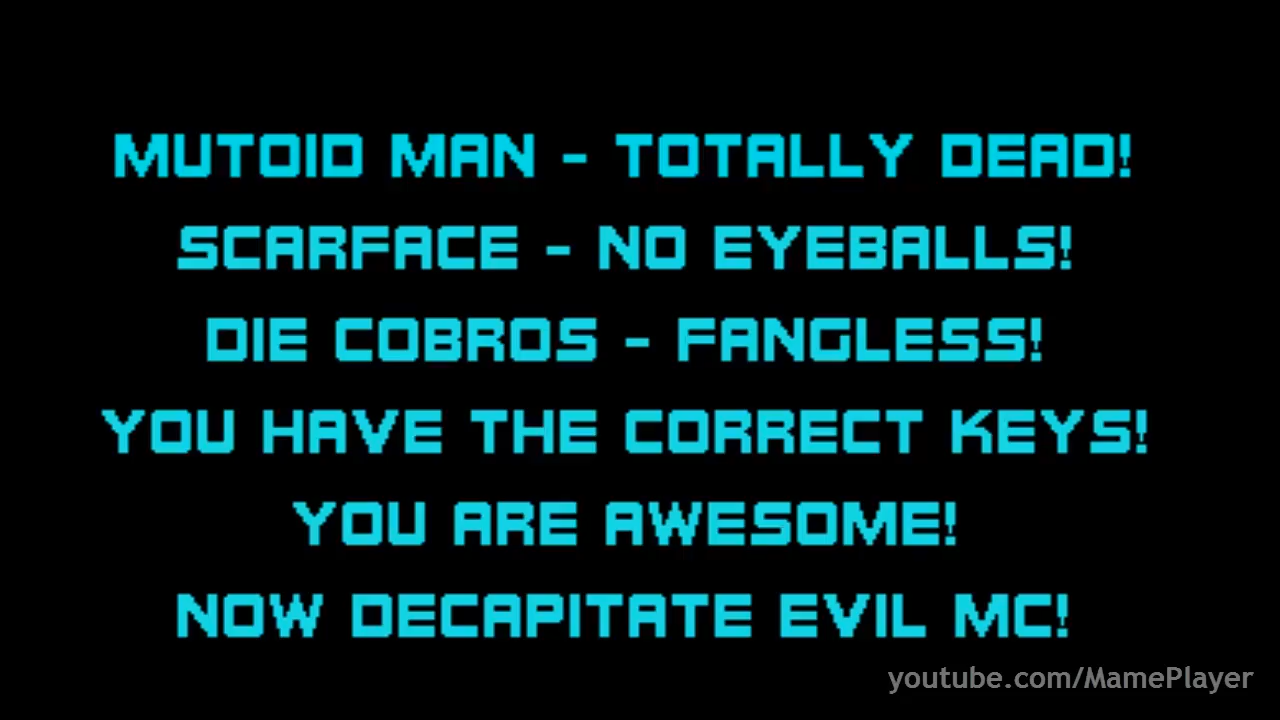 MUTOID MAN - TOTALLY DEAD!
SCARFACE - NO EYEBALLS!
DIE COBROS - FANGLESS!
YOU HAVE THE CORRECT KEYS!
YOU ARE AWESOME!
NOW DECAPITATE EVIL MC!
youtube.com/MamePlayer